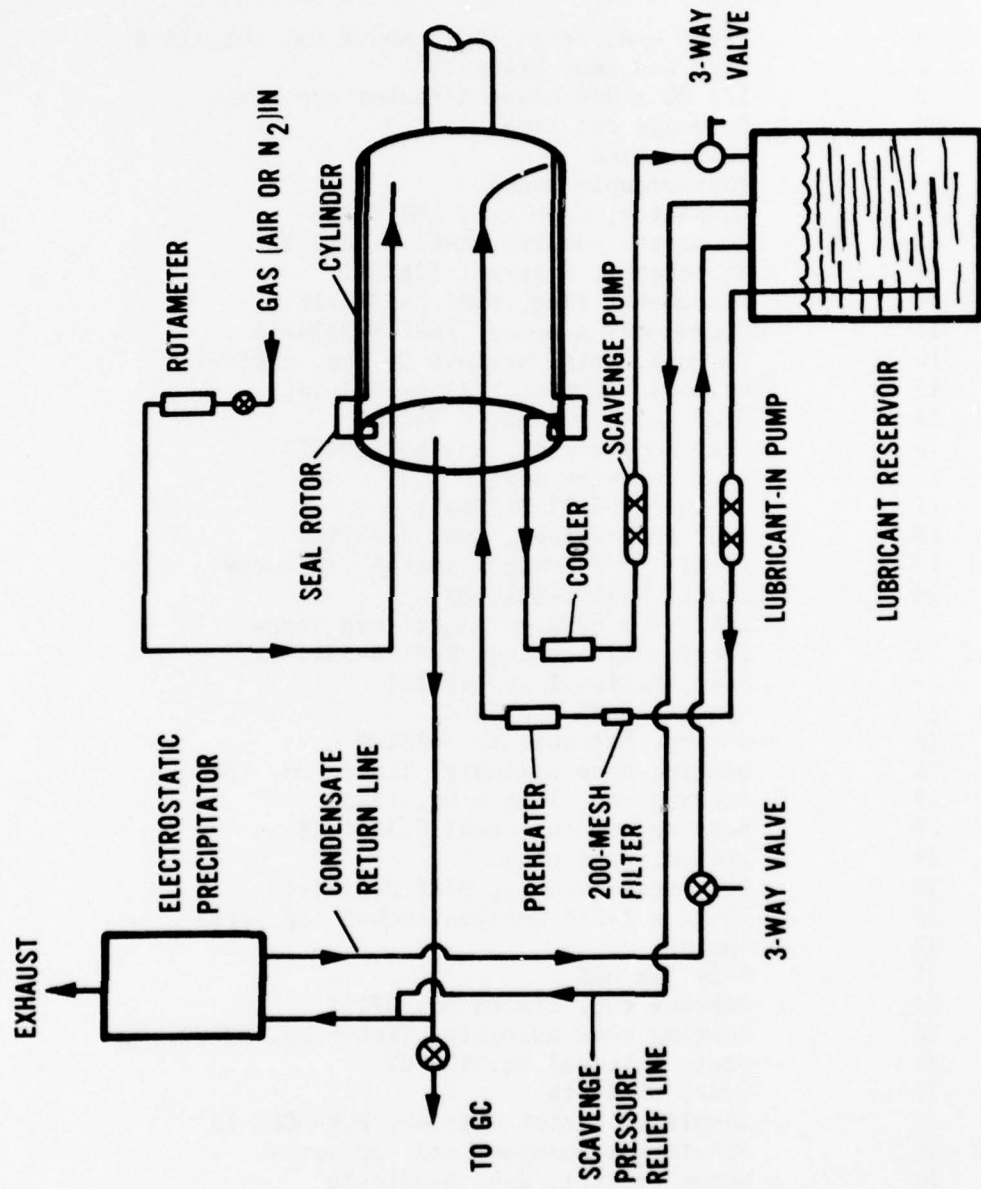 EXHAUST
ELECTROSTATIC
PRECIPITATOR
CONDENSATE
RETURN LINE
TO GC
SCAVENGE
PRESSURE
RELIEF LINE
3-WAY VALVE
PREHEATER
200-MESH
FILTER
COOLER
SEAL ROTOR
ROTAMETER
GAS (AIR OR N2)IN
CYLINDER
SCAVENGE PUMP
LUBRICANT-IN PUMP
LUBRICANT RESERVOIR
3-WAY
VALVE